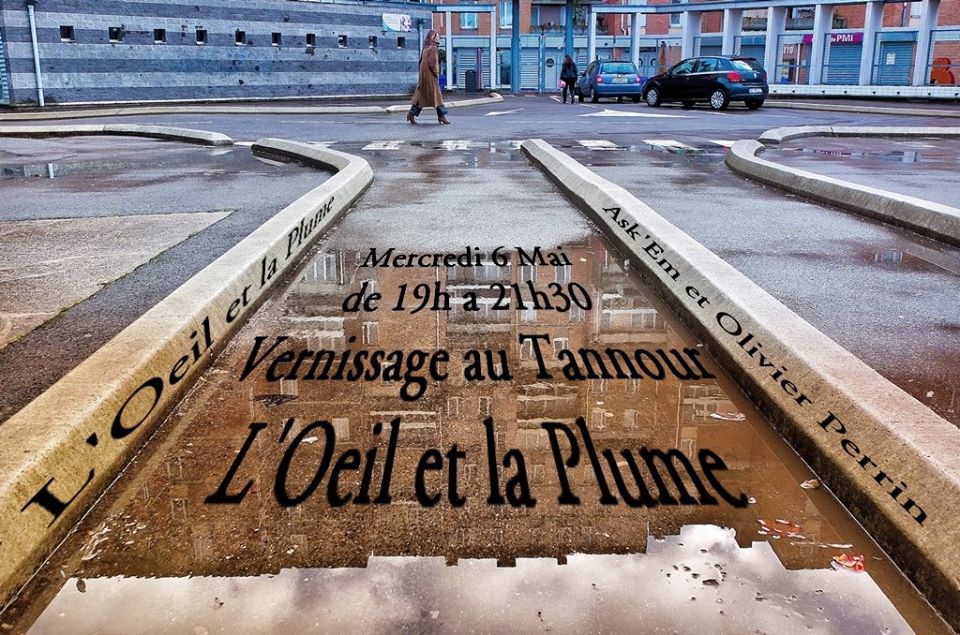 PMI
L'Oeil et la Plume
Ask'Em et Olivier Perrin
Mercredi 6 Mai
de 19h a 21h30
Vernissage au Tannour
L'Oeil et la Plume